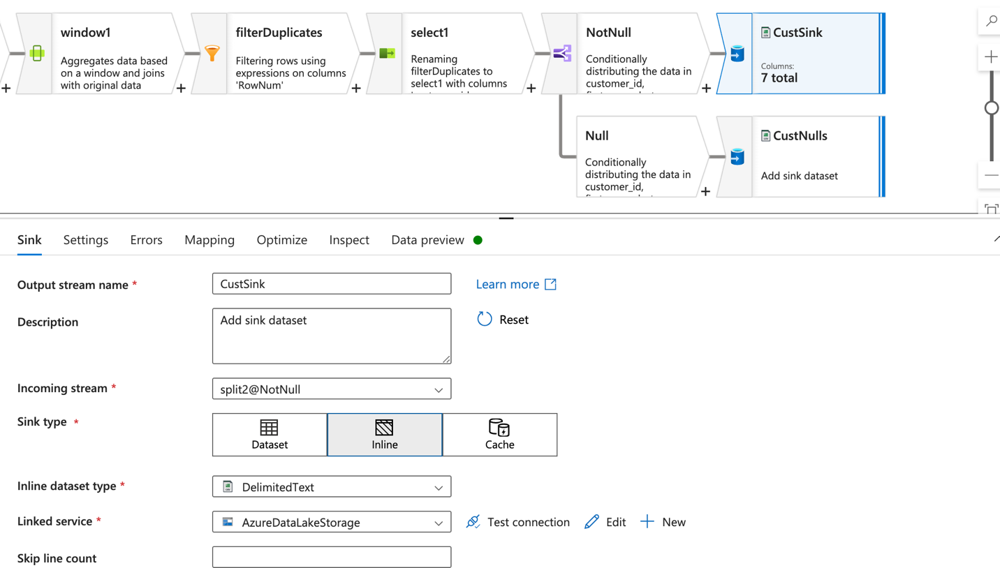 window1
Aggregates data based
on a window and joins
with original data
filterDuplicates
Filtering rows using
expressions on columns
'RowNum'
select1
Renaming
filterDuplicates to
select1 with columns
NotNull
Conditionally
distributing the data in
customer_id,
CustSink
Columns:
7 total
Null
Conditionally
distributing the data in
customer_id,
CustNulls
Add sink dataset
Sink Settings Errors Mapping Optimize Inspect Data preview
Output stream name * CustSink Learn more
Description Add sink dataset Reset
Incoming stream * split2@NotNull
Sink type * Dataset Inline Cache
Inline dataset type * DelimitedText
Linked service * AzureDataLakeStorage Test connection Edit New
Skip line count